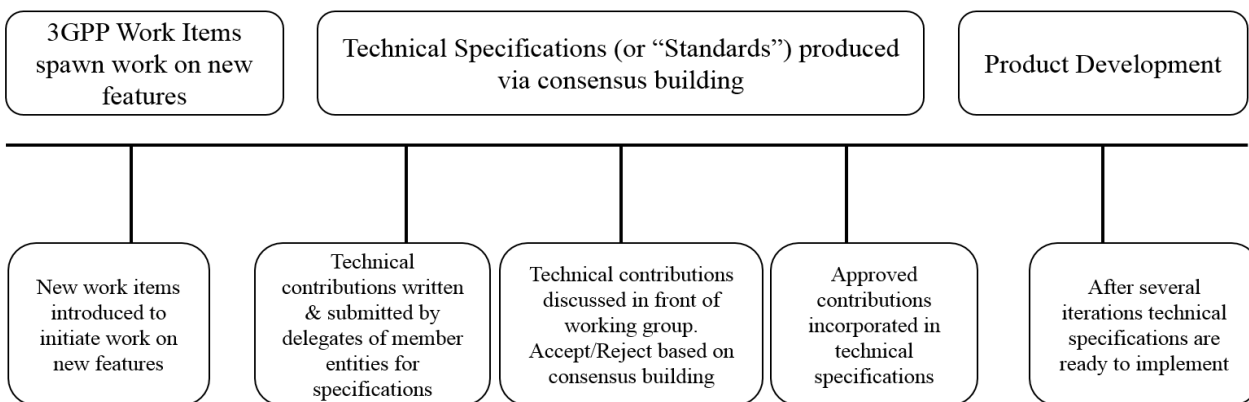 3GPP Work Items
spawn work on new
features
Technical Specifications (or “Standards”) produced
via consensus building
Product Development
New work items
introduced to
initiate work on
new features
Technical
contributions written
& submitted by
delegates of member
entities for
specifications
Technical contributions
discussed in front of
working group.
Accept/Reject based on
consensus building
Approved
contributions
incorporated in
technical
specifications
After several
iterations technical
specifications are
ready to implement